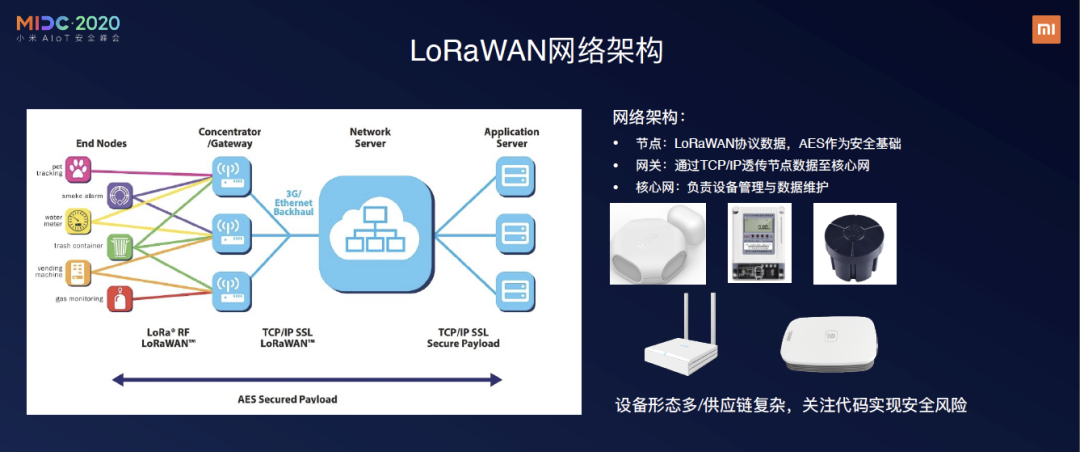 MIDC·2020
小米 AIoT 安全峰会
mi
LoRaWAN网络架构
End Nodes
Concentrator
/Gateway
Network
Server
Application
Server
pet
tracking
smoke alarm
water
meter
trash container
vending
machine
gas monitoring
3G/
Ethernet
Backhaul
LoRa® RF
LoRaWAN™
TCP/IP SSL
LoRaWAN™
TCP/IP SSL
Secure Payload
AES Secured Payload
网络架构：
• 节点：LoRaWAN协议数据，AES作为安全基础
• 网关：通过TCP/IP透传节点数据至核心网
• 核心网：负责设备管理与数据维护
设备形态多/供应链复杂，关注代码实现安全风险